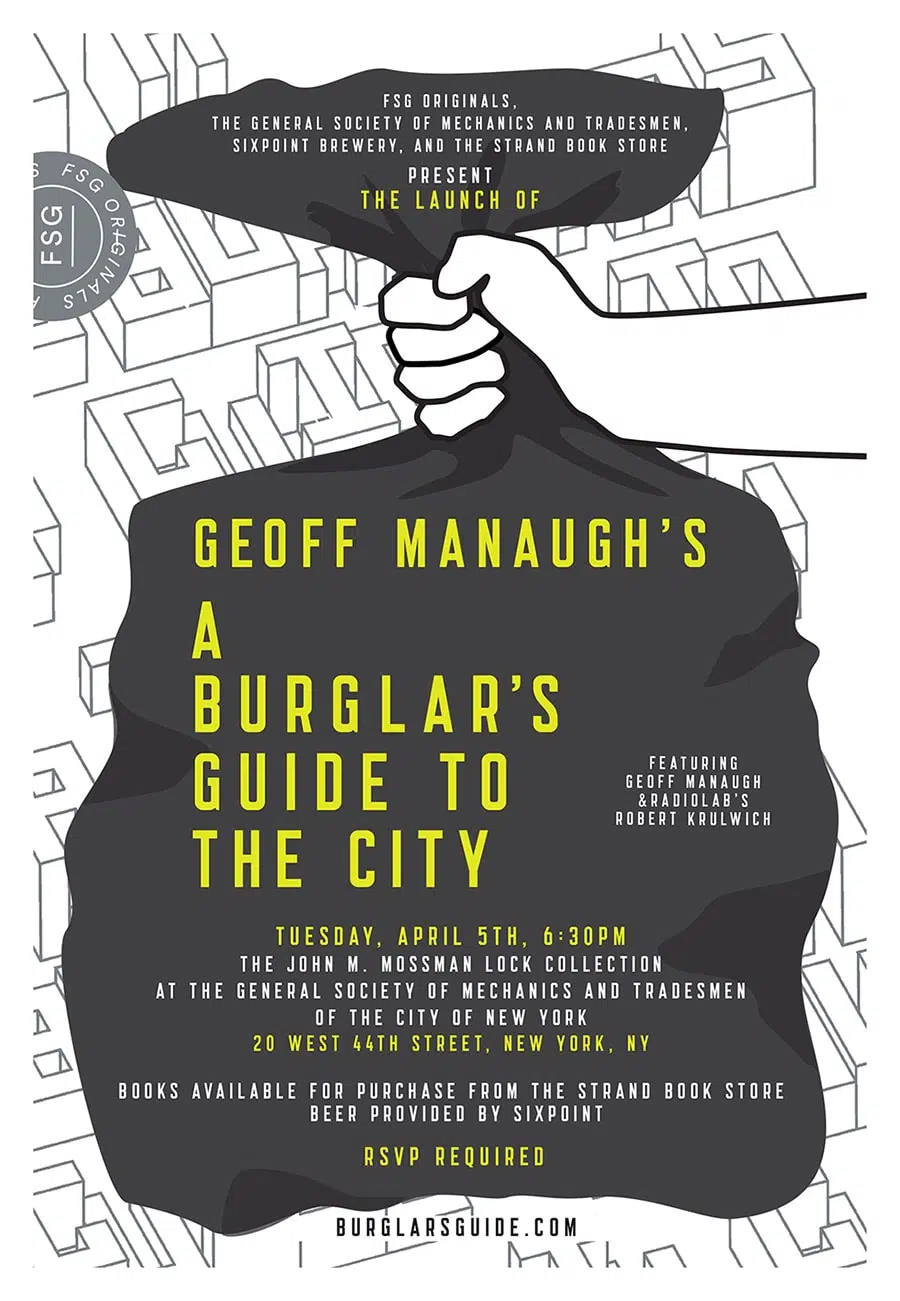 FSG ORIGINALS,
THE GENERAL SOCIETY OF MECHANICS AND TRADESMEN,
SIXPOINT BREWERY, AND THE STRAND BOOK STORE
PRESENT
THE LAUNCH OF
S FSG ORIGINALS F
FSG
GEOFF MANAUGH'S
A
BURGLAR'S
GUIDE TO
THE CITY
FEATURING
GEOFF MANAUGH
&RADIOLAB'S
ROBERT KRULWICH
TUESDAY, APRIL 5TH, 6:30PM
THE JOHN M. MOSSMAN LOCK COLLECTION
AT THE GENERAL SOCIETY OF MECHANICS AND TRADESMEN
OF THE CITY OF NEW YORK
20 WEST 44TH STREET, NEW YORK, NY
BOOKS AVAILABLE FOR PURCHASE FROM THE STRAND BOOK STORE
BEER PROVIDED BY SIXPOINT
RSVP REQUIRED
BURGLARSGUIDE.COM